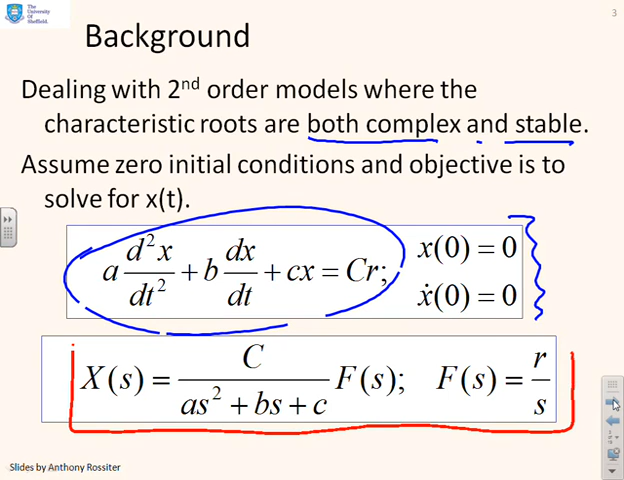 The
University
Of
Sheffield.
3
Background
Dealing with 2nd order models where the
characteristic roots are both complex and stable.
Assume zero initial conditions and objective is to
solve for x(t).
a d²x/dt² + b dx/dt + cx = Cr; x(0) = 0
ẋ(0) = 0
X(s) = C/(as² + bs + c) F(s); F(s) = r/s
Slides by Anthony Rossiter